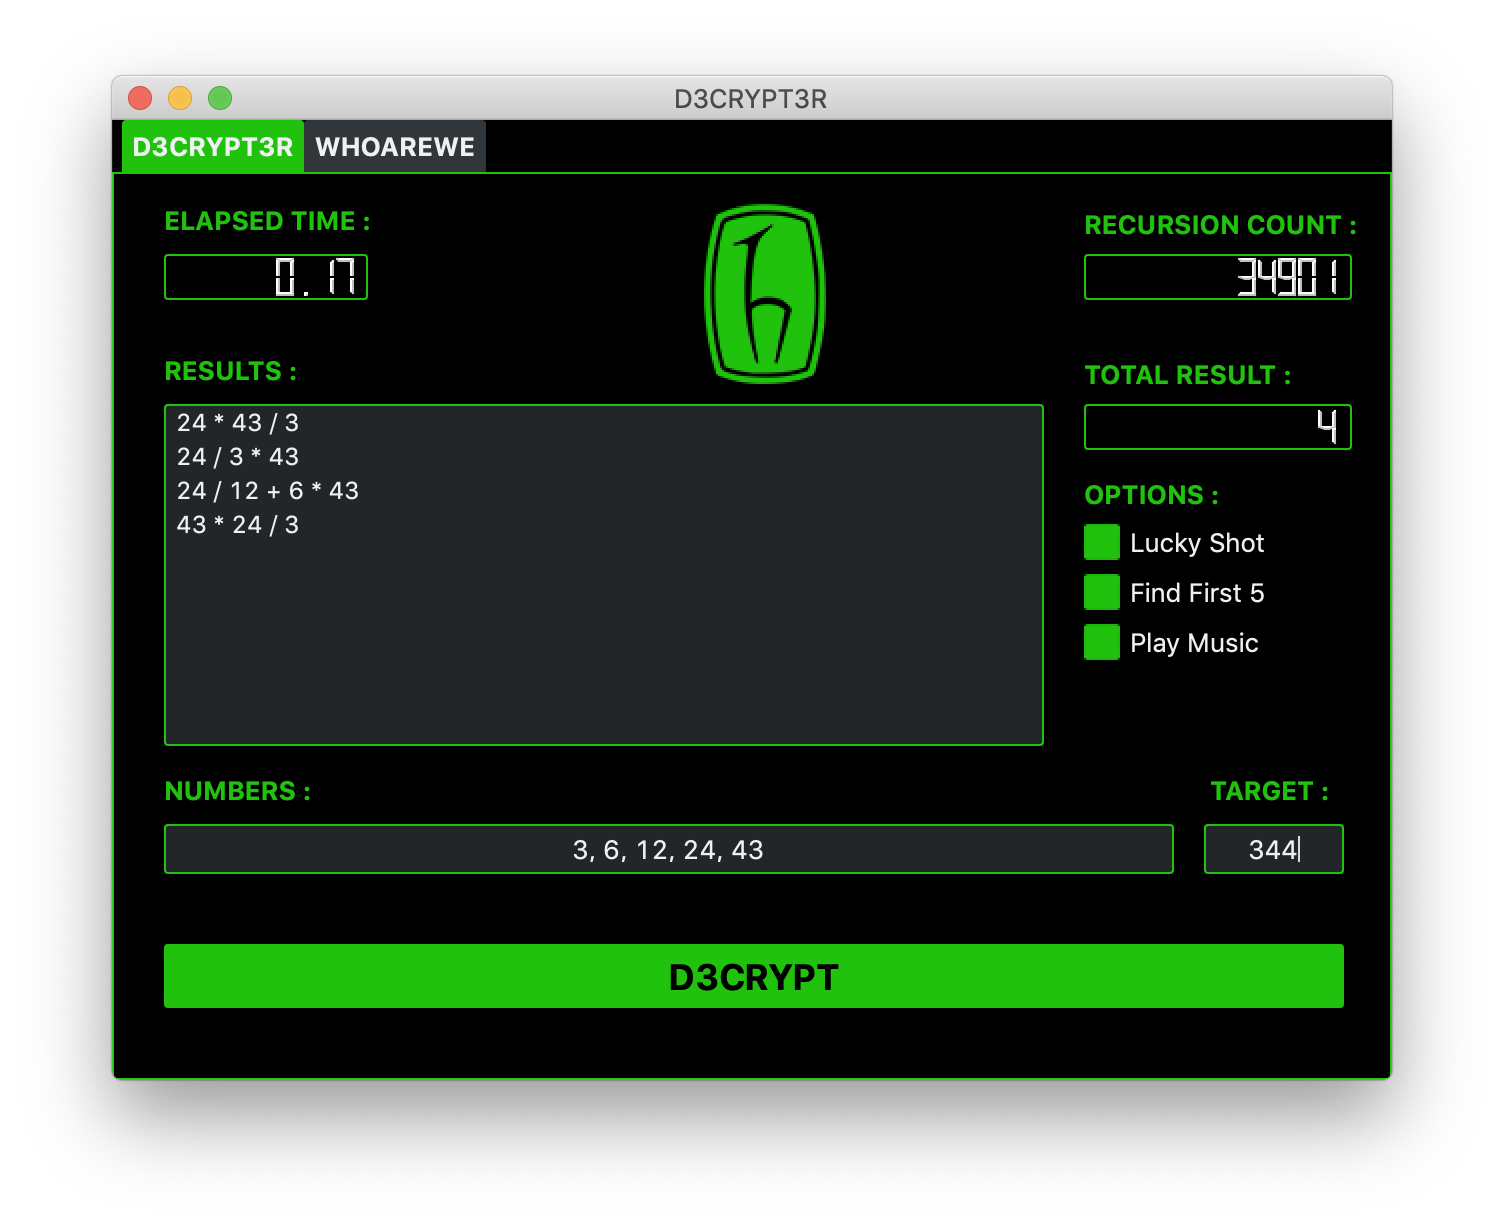 D3CRYPT3R
D3CRYPT3R WHOAREWE
ELAPSED TIME :
0.17
RECURSION COUNT :
34901
RESULTS :
24 * 43 / 3
24 / 3 * 43
24 / 12 + 6 * 43
43 * 24 / 3
TOTAL RESULT :
4
OPTIONS :
Lucky Shot
Find First 5
Play Music
NUMBERS :
3, 6, 12, 24, 43
TARGET :
344
D3CRYPT